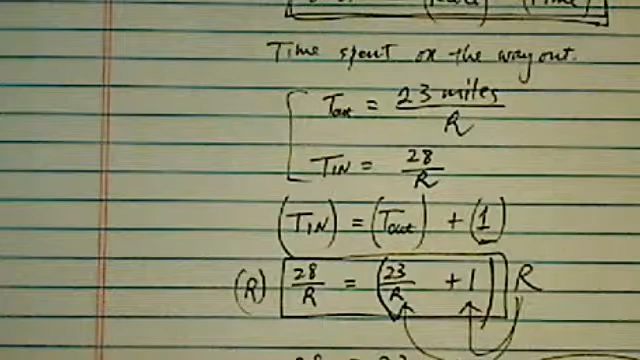 Time spent on the way out.
Tout = 23 miles / R
TIN = 28 / R
(TIN) = (Tout) + (1)
(R) 28/R = (23/R + 1) R